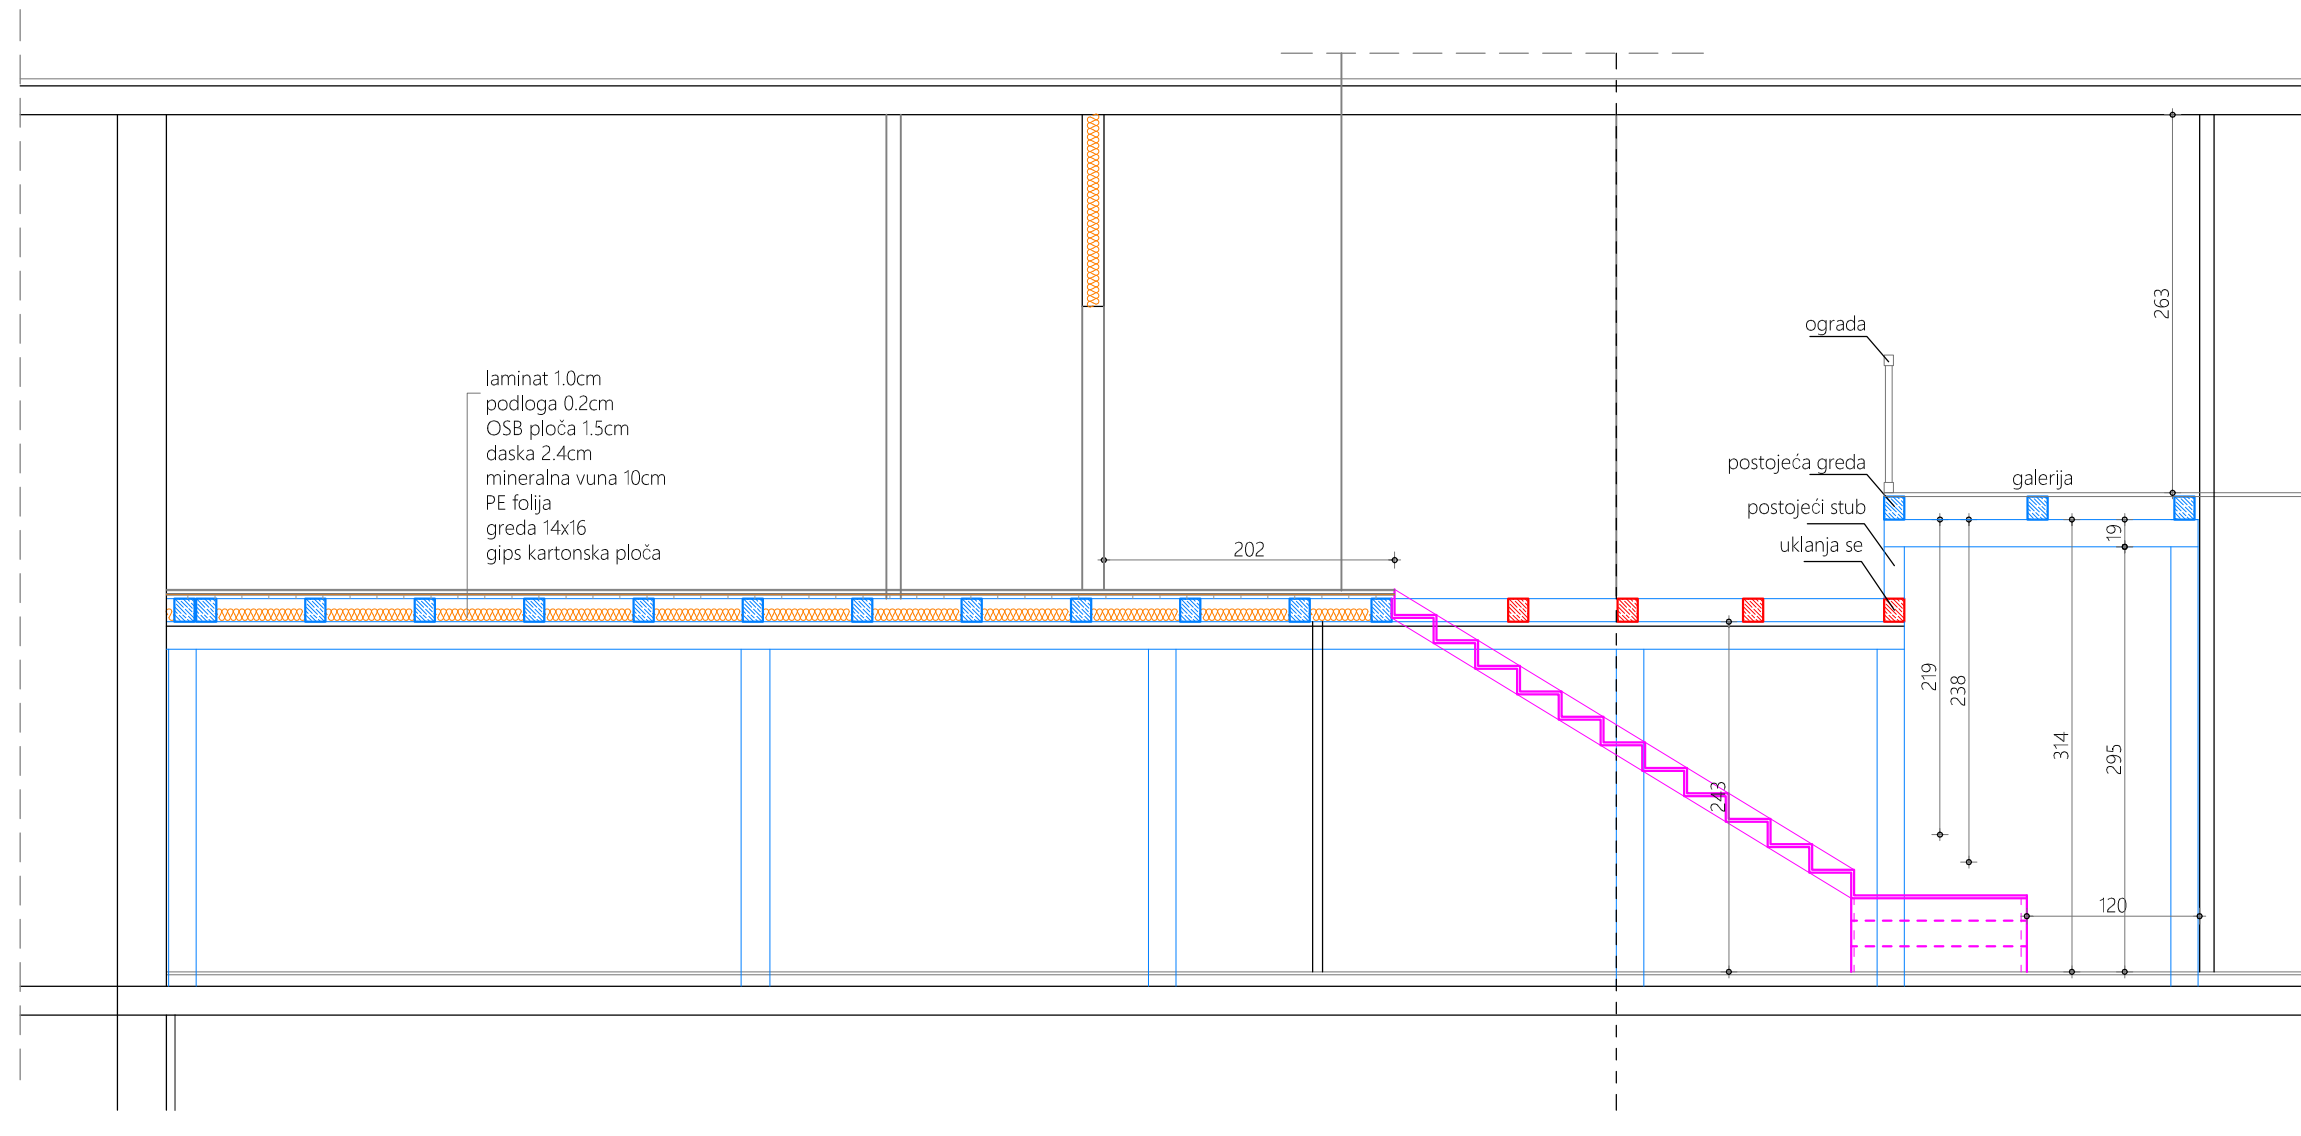 263
ograda
laminat 1.0cm
podloga 0.2cm
OSB ploča 1.5cm
daska 2.4cm
mineralna vuna 10cm
PE folija
greda 14x16
gips kartonska ploča
postojeća greda
galerija
postojeći stub
uklanja se
19
202
219
238
314
295
243
120